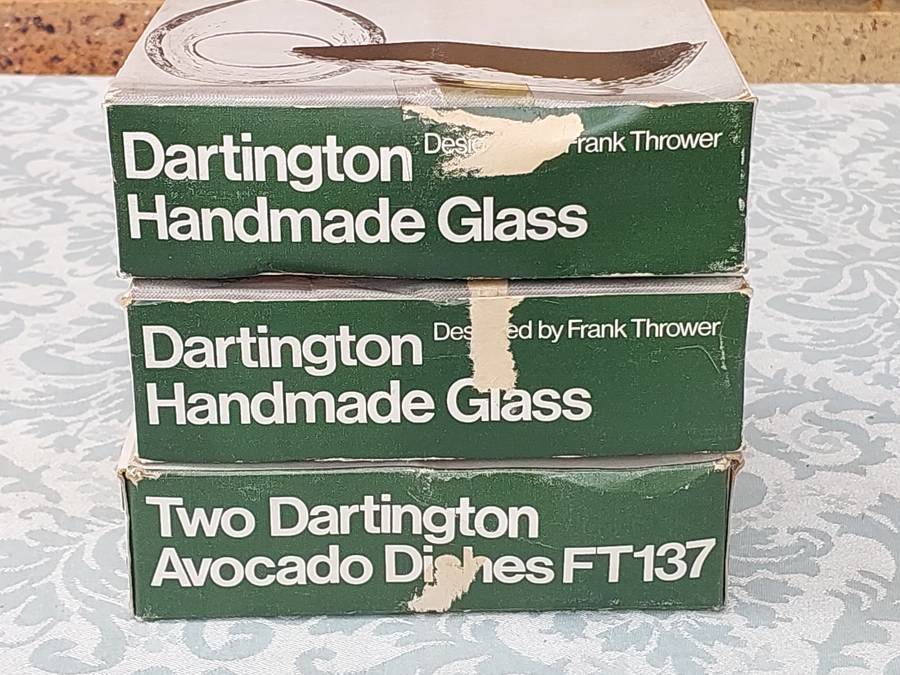 Dartington
Frank Thrower
Handmade Glass
Dartington
by Frank Thrower
Handmade Glass
Two Dartington
Avocado Dishes FT137